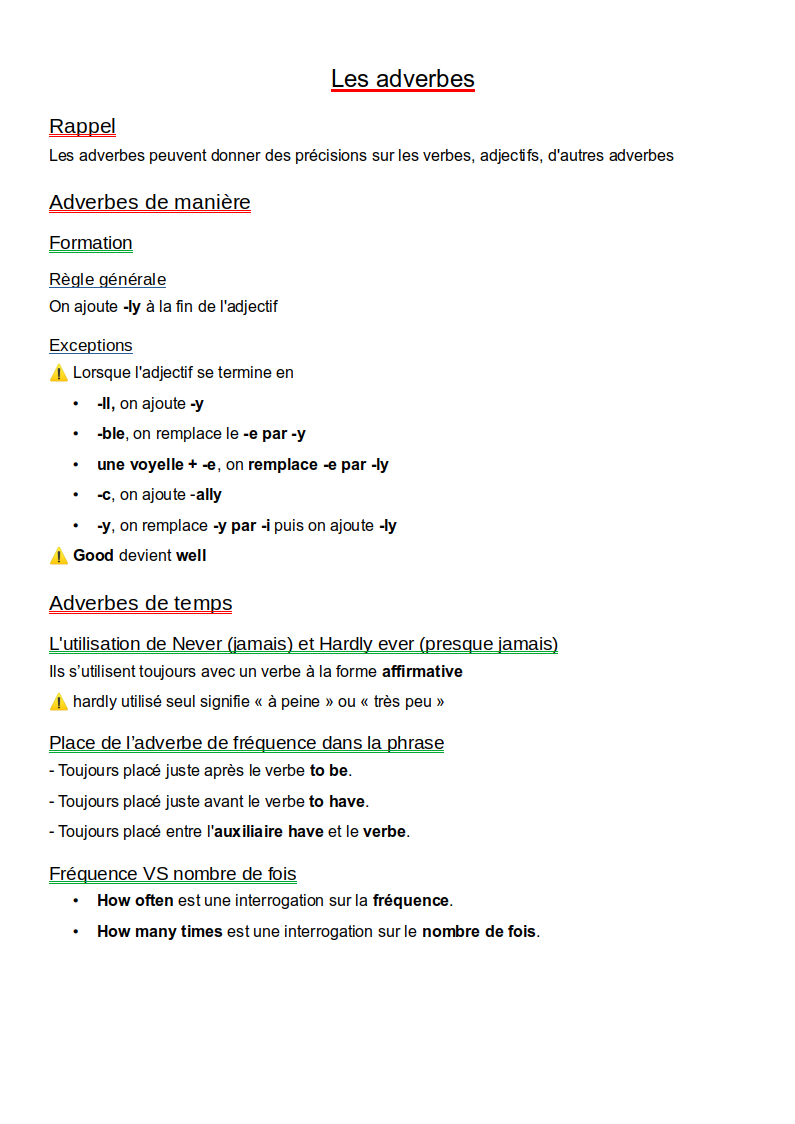 Les adverbes
Rappel
Les adverbes peuvent donner des précisions sur les verbes, adjectifs, d'autres adverbes
Adverbes de manière
Formation
Règle générale
On ajoute -ly à la fin de l'adjectif
Exceptions
⚠ Lorsque l'adjectif se termine en
• -ll, on ajoute -y
• -ble, on remplace le -e par -y
• une voyelle + -e, on remplace -e par -ly
• -c, on ajoute -ally
• -y, on remplace -y par -i puis on ajoute -ly
⚠ Good devient well
Adverbes de temps
L'utilisation de Never (jamais) et Hardly ever (presque jamais)
Ils s’utilisent toujours avec un verbe à la forme affirmative
⚠ hardly utilisé seul signifie « à peine » ou « très peu »
Place de l’adverbe de fréquence dans la phrase
- Toujours placé juste après le verbe to be.
- Toujours placé juste avant le verbe to have.
- Toujours placé entre l'auxiliaire have et le verbe.
Fréquence VS nombre de fois
• How often est une interrogation sur la fréquence.
• How many times est une interrogation sur le nombre de fois.